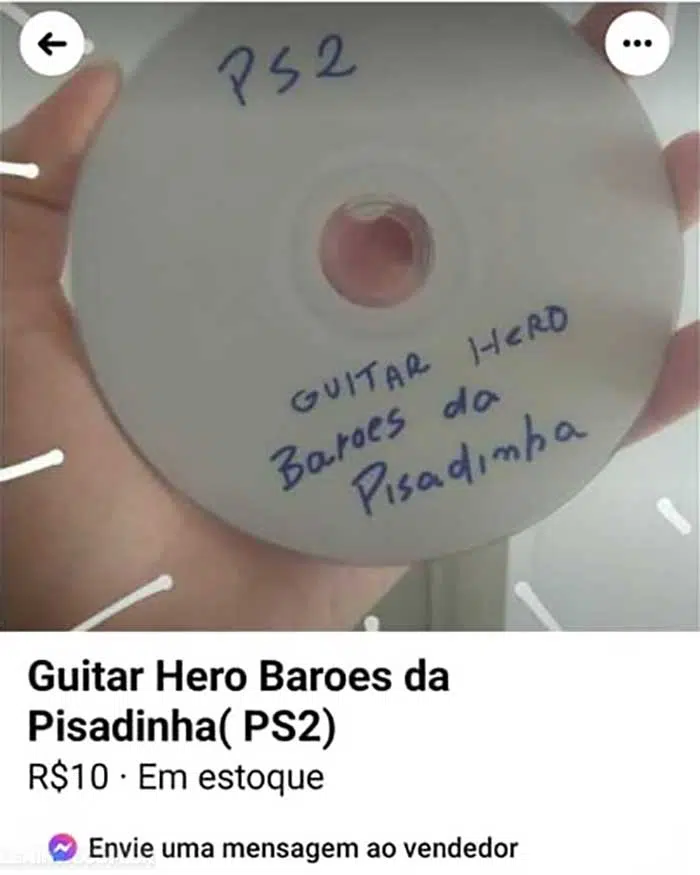 PS2
GUITAR HERO
Baroes da
Pisadinha
Guitar Hero Baroes da
Pisadinha( PS2)
R$10 · Em estoque
Envie uma mensagem ao vendedor